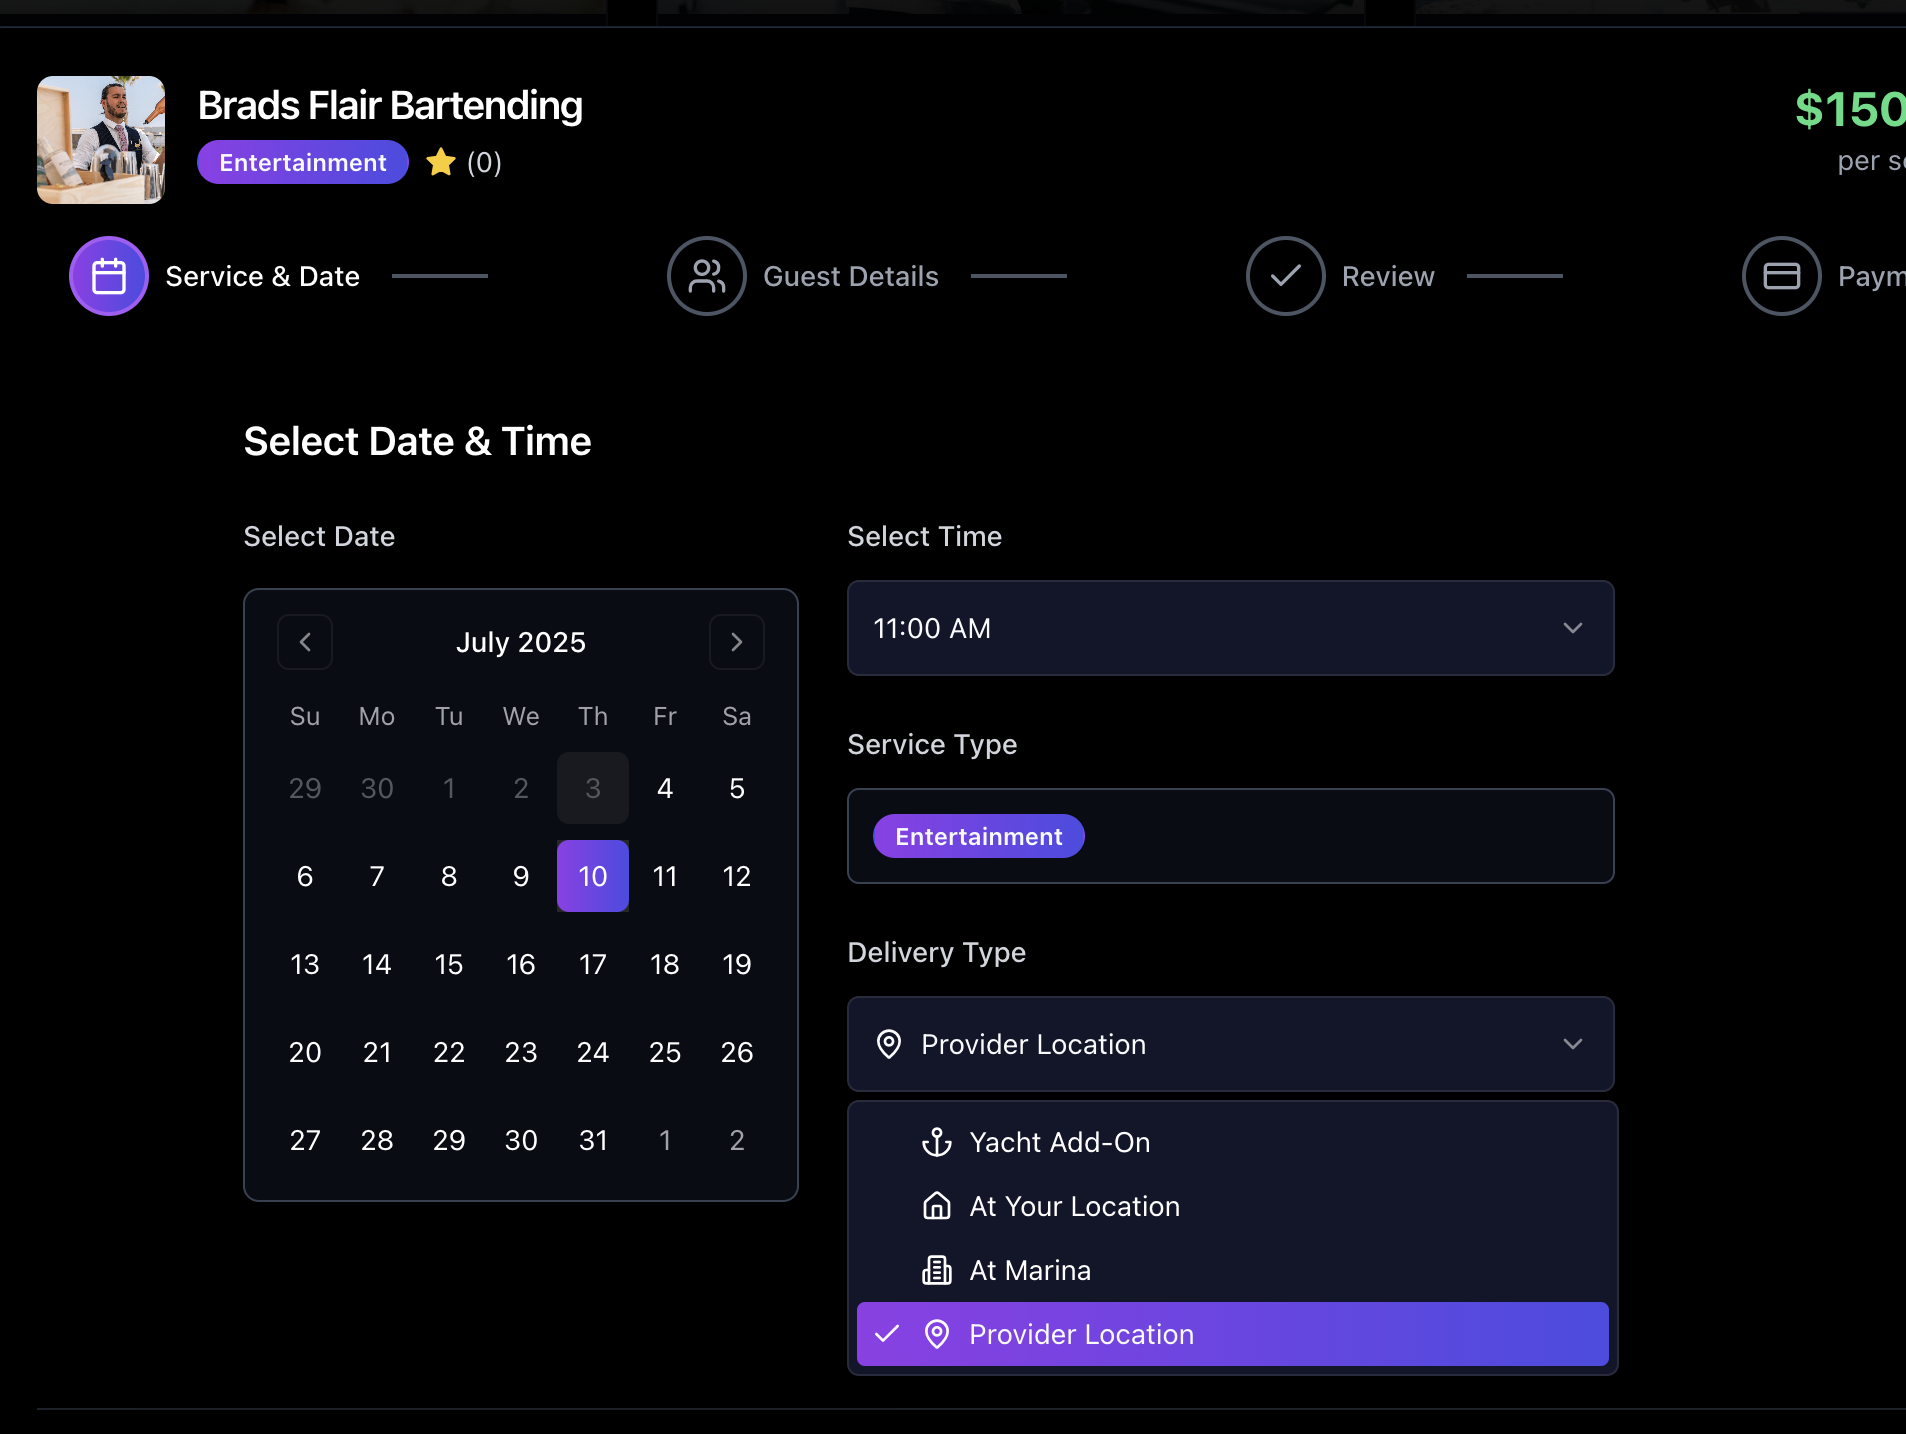 Brads Flair Bartending
Entertainment (0)
$150
per
Service & Date
Guest Details
Review
Select Date & Time
Select Date
July 2025
Su Mo Tu We Th Fr Sa
29 30 1 2 3 4 5
6 7 8 9 10 11 12
13 14 15 16 17 18 19
20 21 22 23 24 25 26
27 28 29 30 31 1 2
Select Time
11:00 AM
Service Type
Entertainment
Delivery Type
Provider Location
Yacht Add-On
At Your Location
At Marina
Provider Location